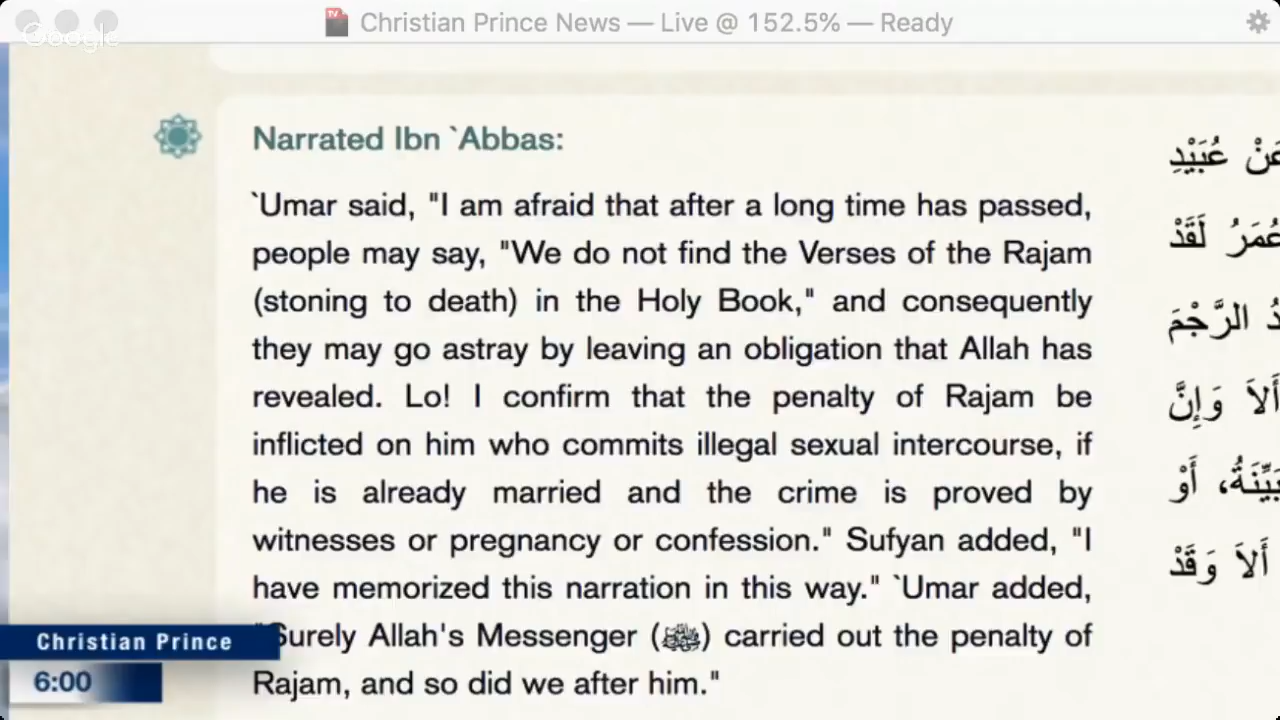 Christian Prince News — Live @ 152.5% — Ready
Google
Narrated Ibn `Abbas:
`Umar said, "I am afraid that after a long time has passed,
people may say, "We do not find the Verses of the Rajam
(stoning to death) in the Holy Book," and consequently
they may go astray by leaving an obligation that Allah has
revealed. Lo! I confirm that the penalty of Rajam be
inflicted on him who commits illegal sexual intercourse, if
he is already married and the crime is proved by
witnesses or pregnancy or confession." Sufyan added, "I
have memorized this narration in this way." `Umar added,
"Surely Allah's Messenger (ﷺ) carried out the penalty of
Rajam, and so did we after him."
عَنْ عُبَيْدِ
عُمَرُ لَقَدْ
الرَّجْمَ
أَلاَ وَإِنَّ
أَوْ
أَلاَ وَقَدْ
Christian Prince
6:00